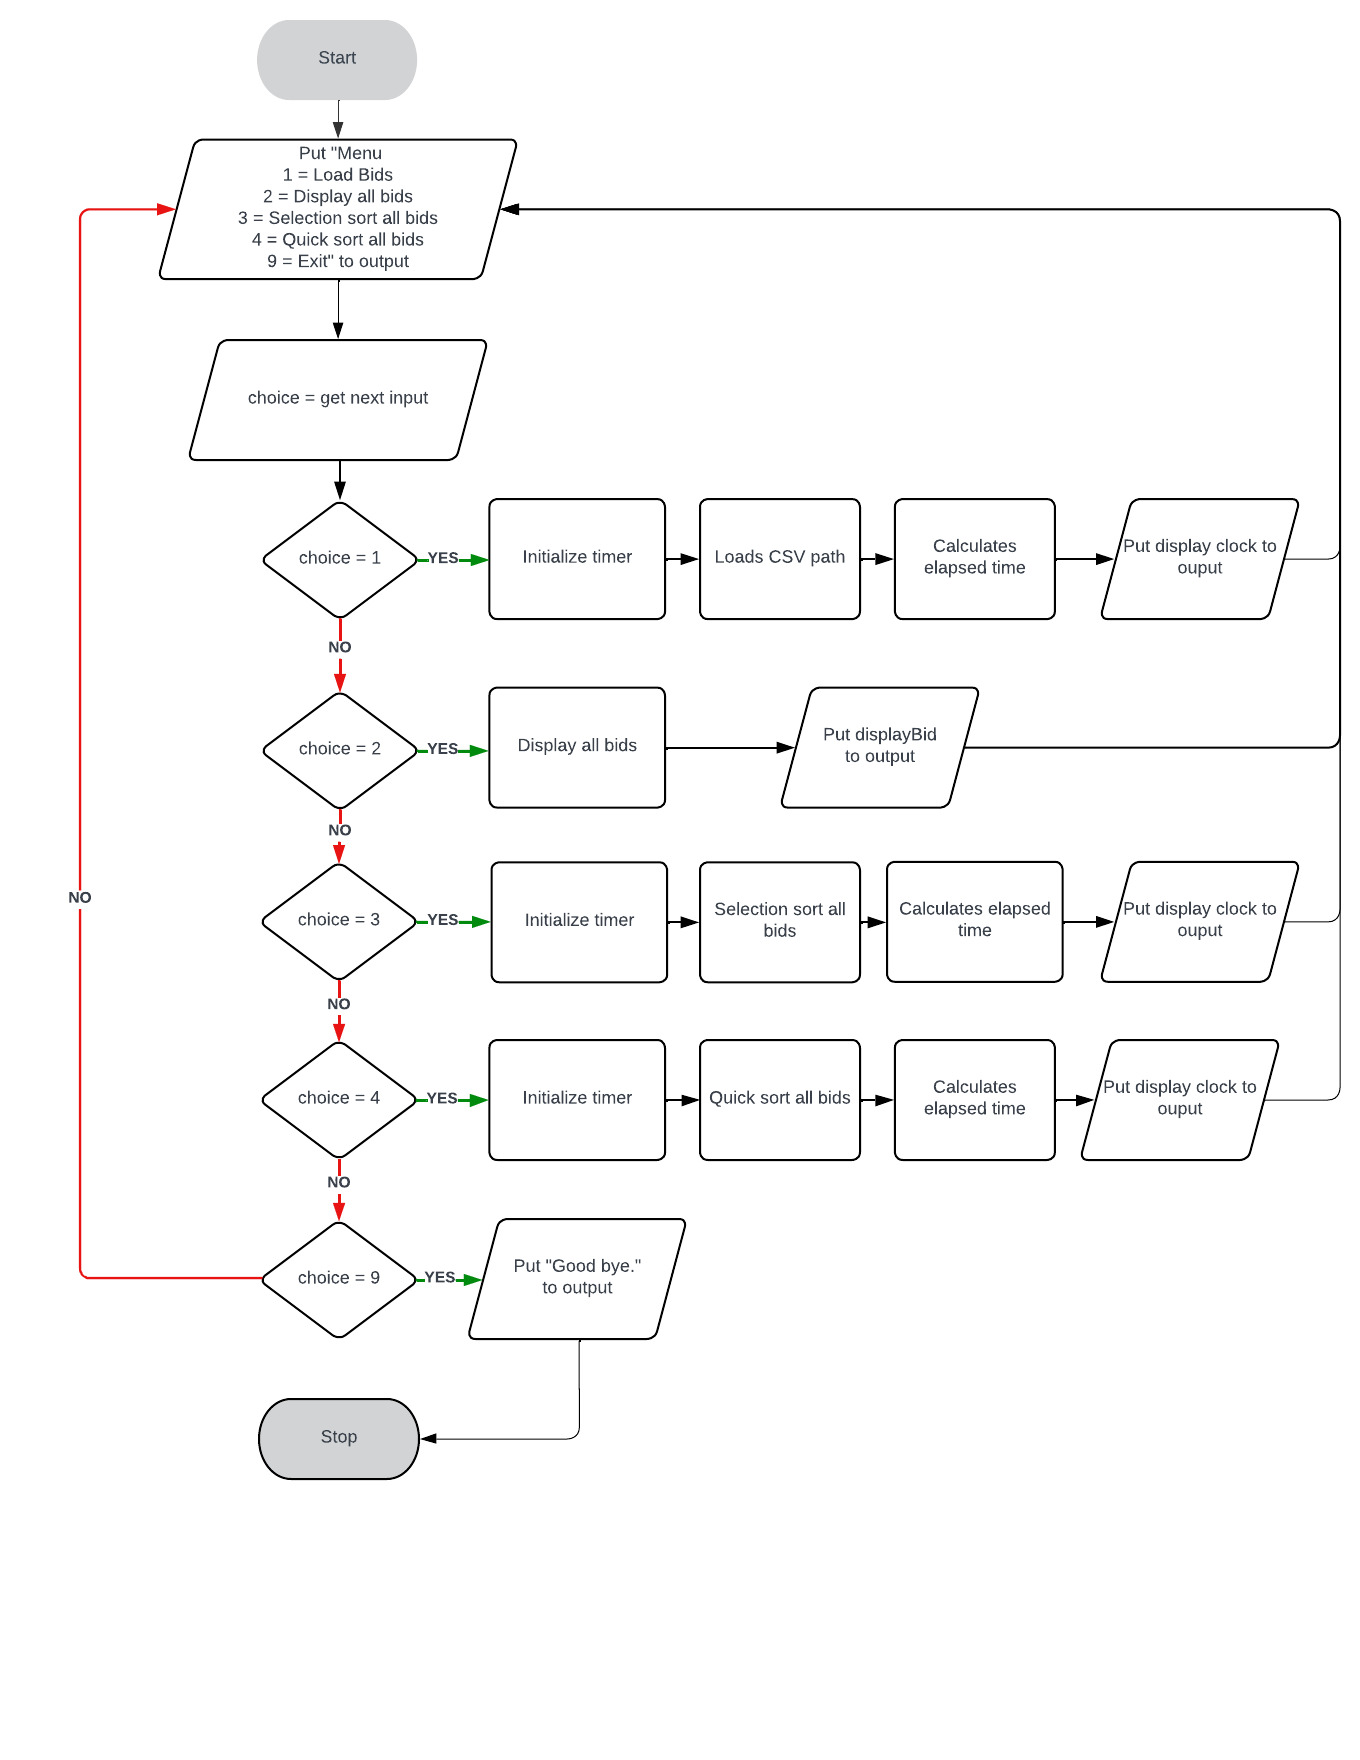 Start
Put "Menu
1 = Load Bids
2 = Display all bids
3 = Selection sort all bids
4 = Quick sort all bids
9 = Exit" to output
choice = get next input
choice = 1
YES
Initialize timer
Loads CSV path
Calculates
elapsed time
Put display clock to
ouput
NO
choice = 2
YES
Display all bids
Put displayBid
to output
NO
choice = 3
YES
Initialize timer
Selection sort all
bids
Calculates elapsed
time
Put display clock to
ouput
NO
NO
choice = 4
YES
Initialize timer
Quick sort all bids
Calculates
elapsed time
Put display clock to
ouput
NO
choice = 9
YES
Put "Good bye."
to output
Stop